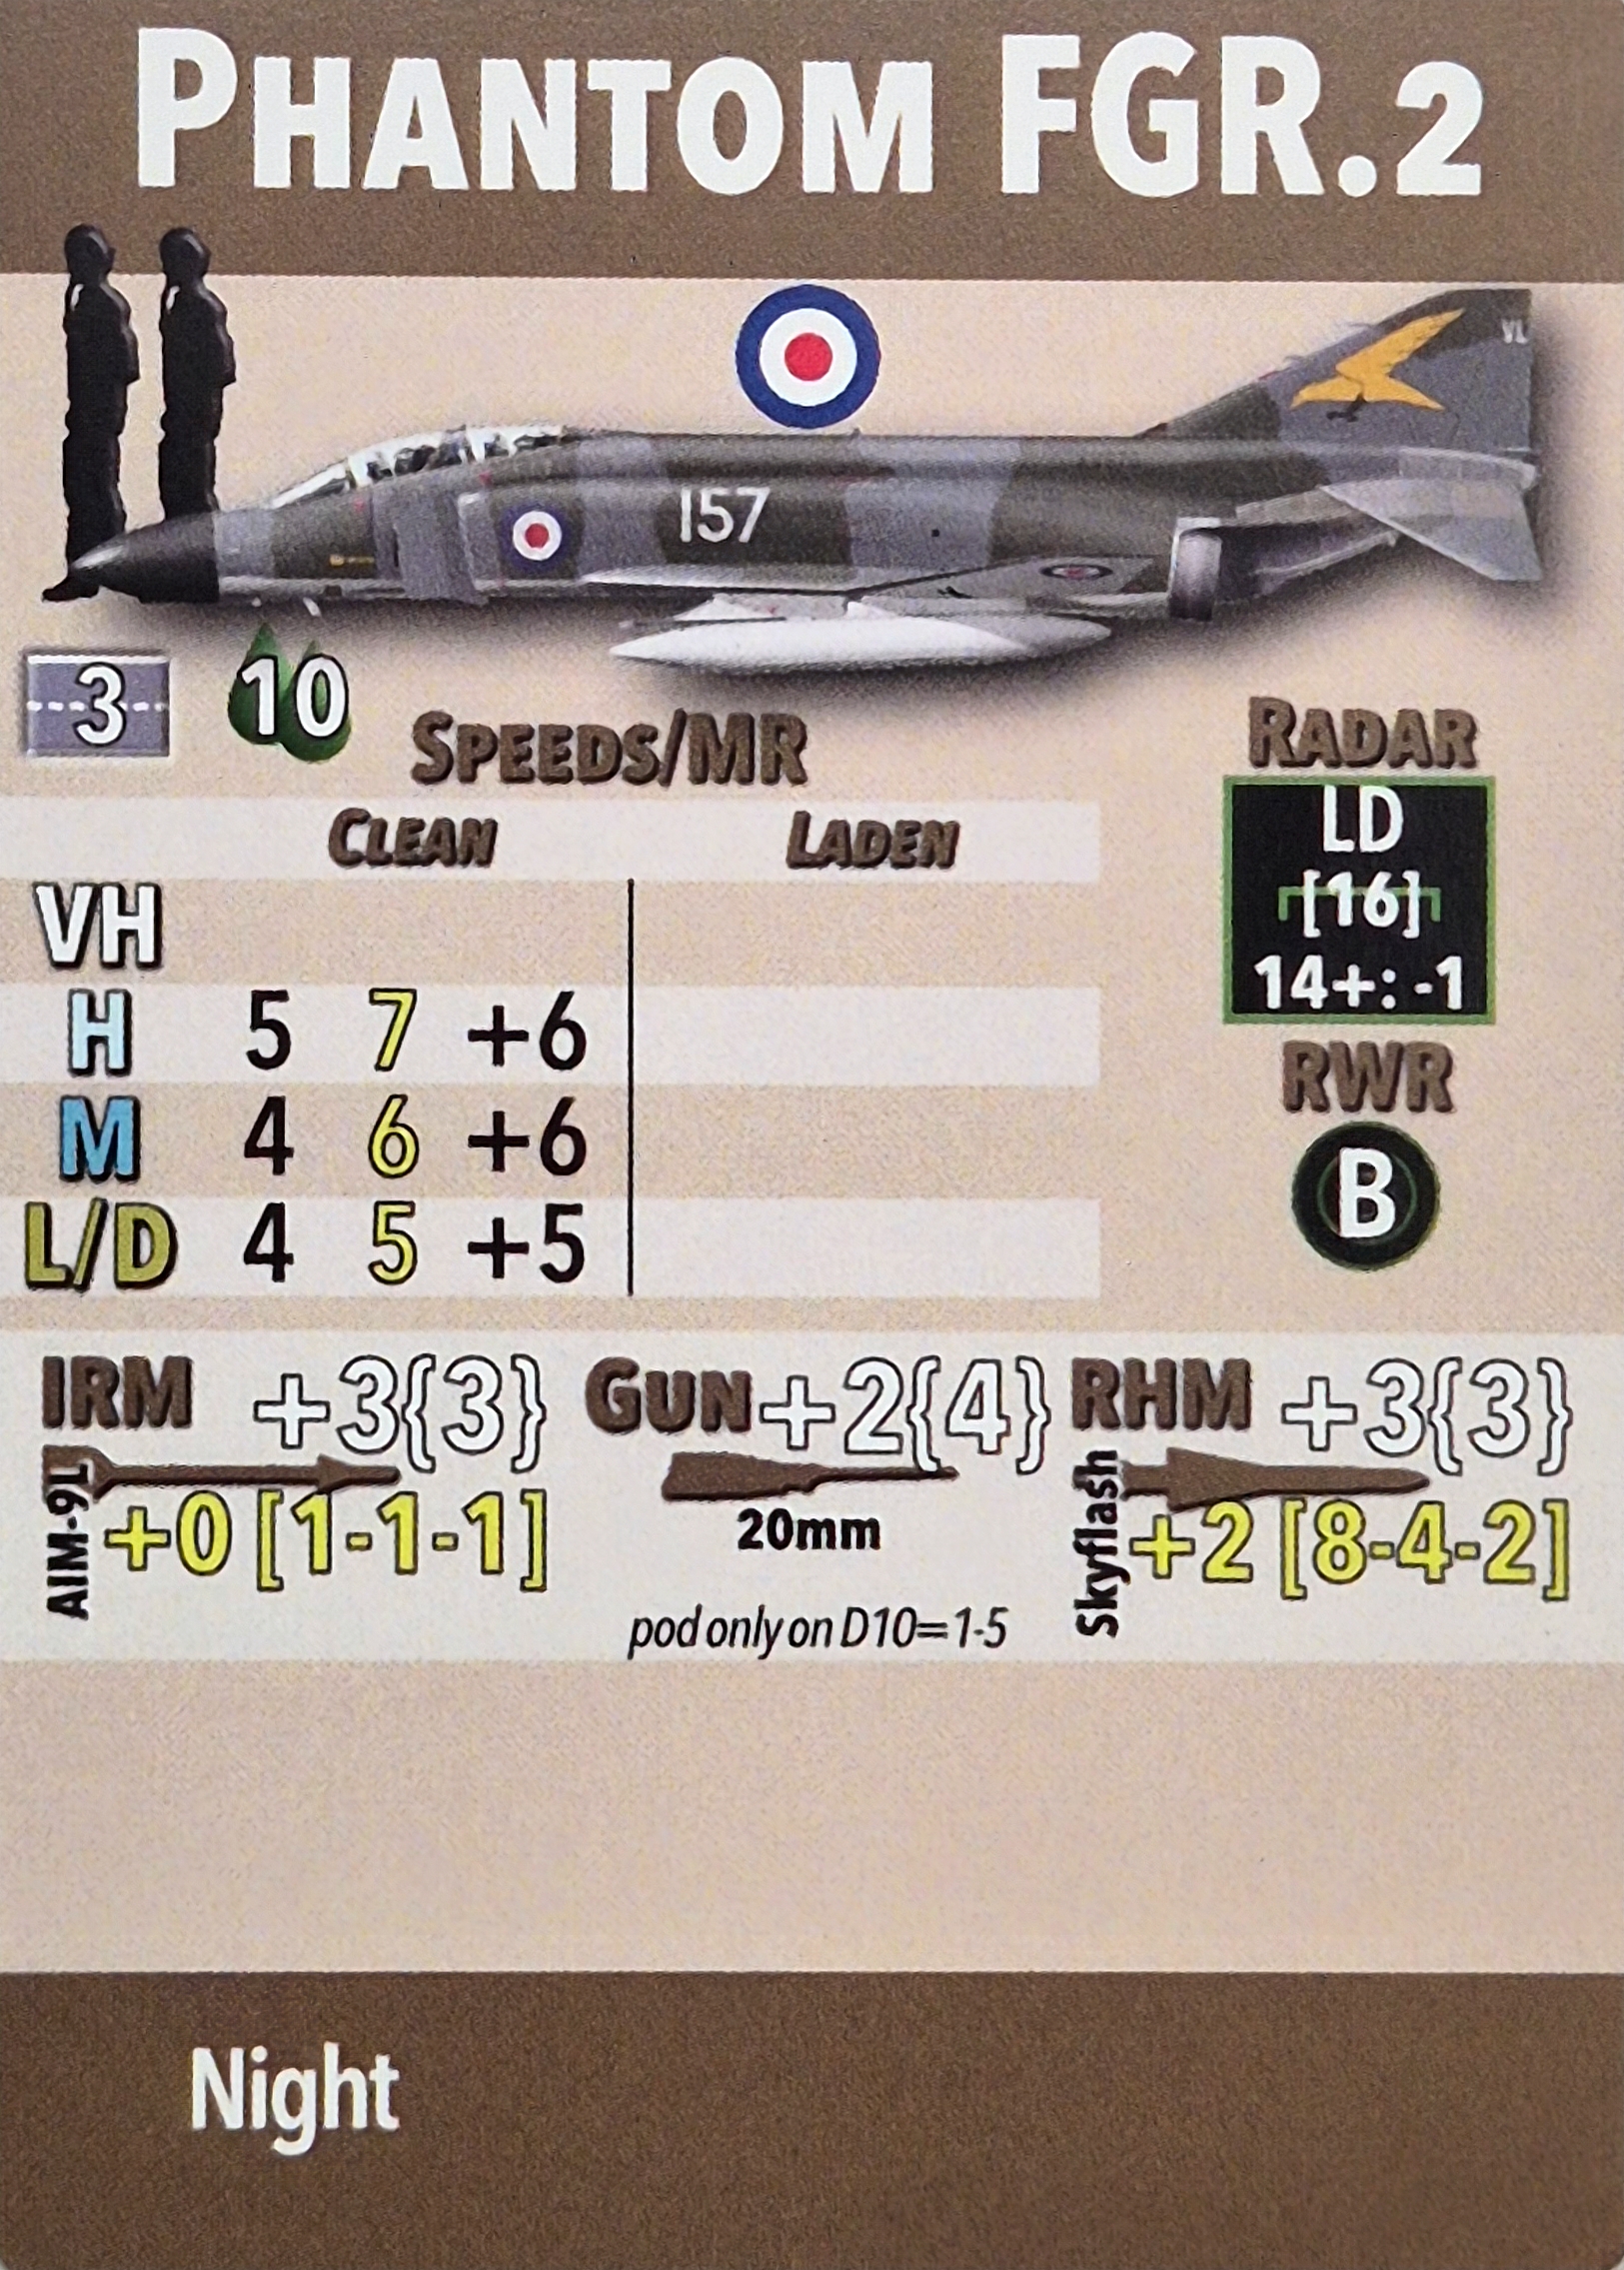 PHANTOM FGR.2
VL
157
3
10
SPEEDS/MR
RADAR
CLEAN LADEN
LD
[16]
14+: -1
VH
H 5 7 +6
M 4 6 +6
L/D 4 5 +5
RWR
B
IRM +3{3}
AIM-9L
+0 [1-1-1]
GUN +2{4}
20mm
pod only on D10=1-5
RHM +3{3}
Skyflash
+2 [8-4-2]
Night